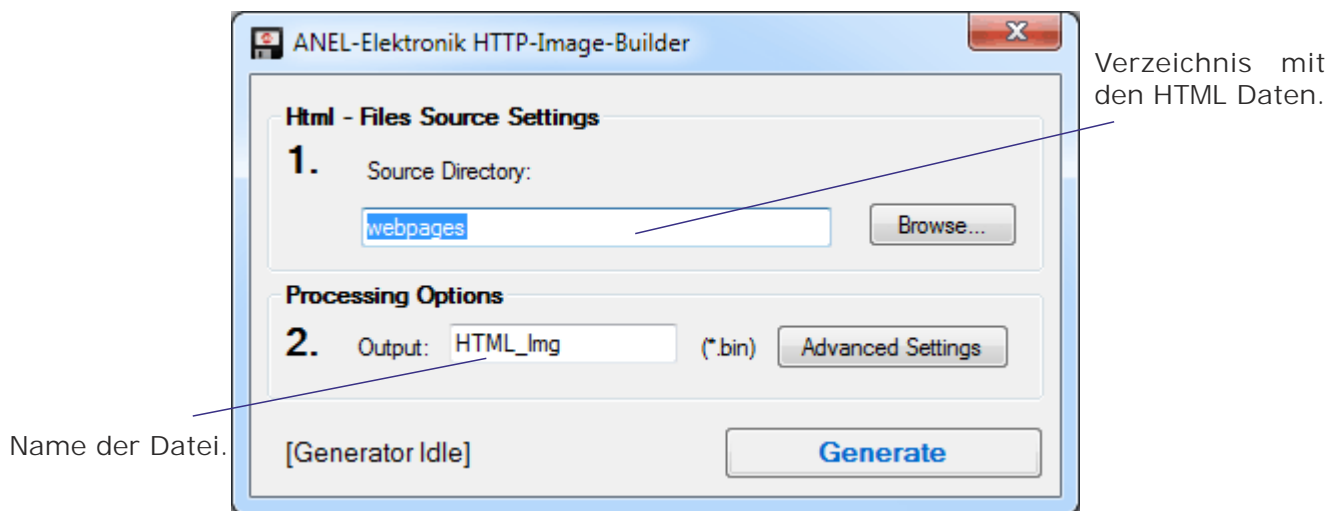 ANEL-Elektronik HTTP-Image-Builder
Verzeichnis mit
den HTML Daten.
Html - Files Source Settings
1.
Source Directory:
webpages
Browse...
Processing Options
2. Output: HTML_Img (*.bin) Advanced Settings
Name der Datei.
[Generator Idle]
Generate